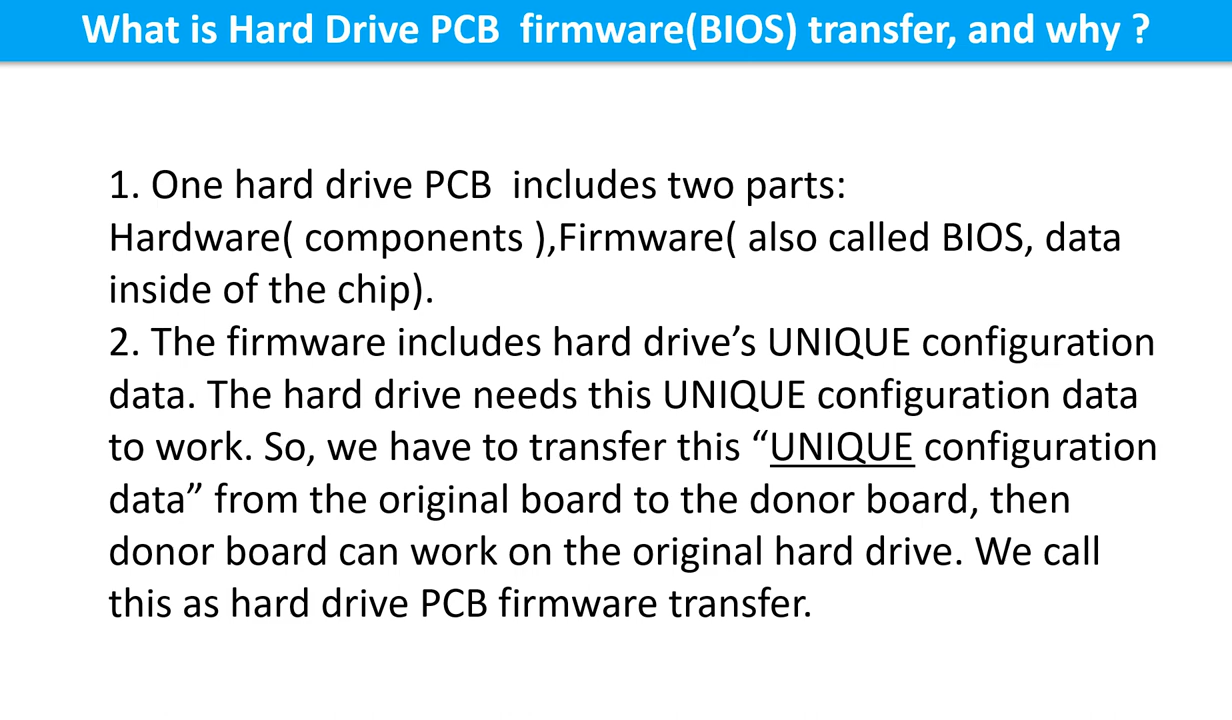 What is Hard Drive PCB  firmware(BIOS) transfer, and why ?
1. One hard drive PCB  includes two parts:
Hardware( components ),Firmware( also called BIOS, data
inside of the chip).
2. The firmware includes hard drive’s UNIQUE configuration
data. The hard drive needs this UNIQUE configuration data
to work. So, we have to transfer this “UNIQUE configuration
data” from the original board to the donor board, then
donor board can work on the original hard drive. We call
this as hard drive PCB firmware transfer.